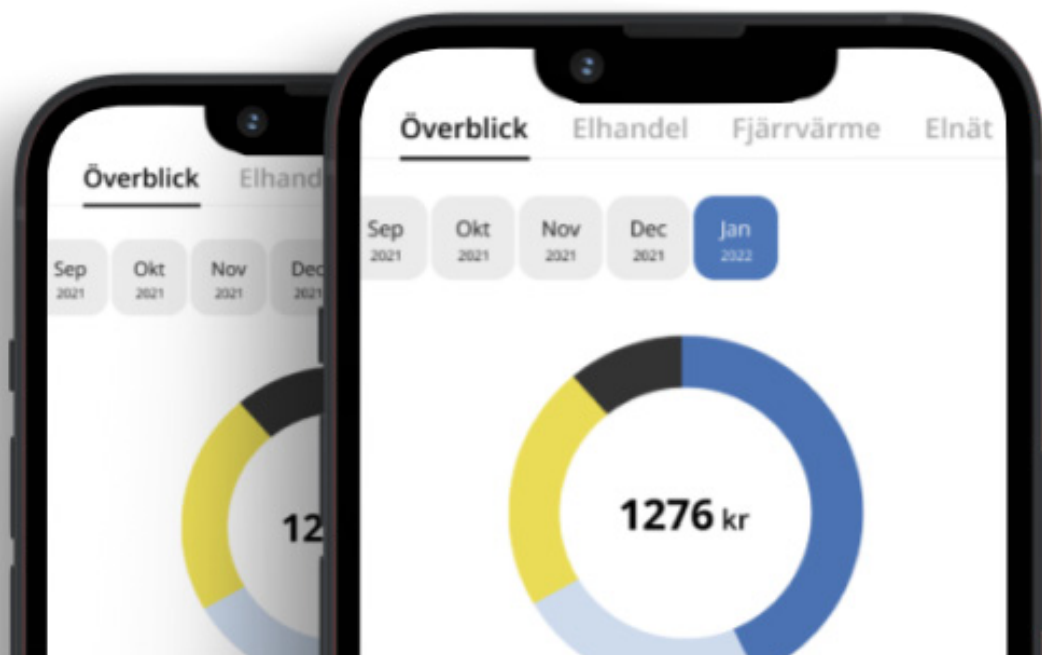 Överblick Elhand
Sep Okt Nov Dec
2021 2021 2021 2021
12
Överblick Elhandel Fjärrvärme Elnät
Sep Okt Nov Dec Jan
2021 2021 2021 2021 2022
1276 kr